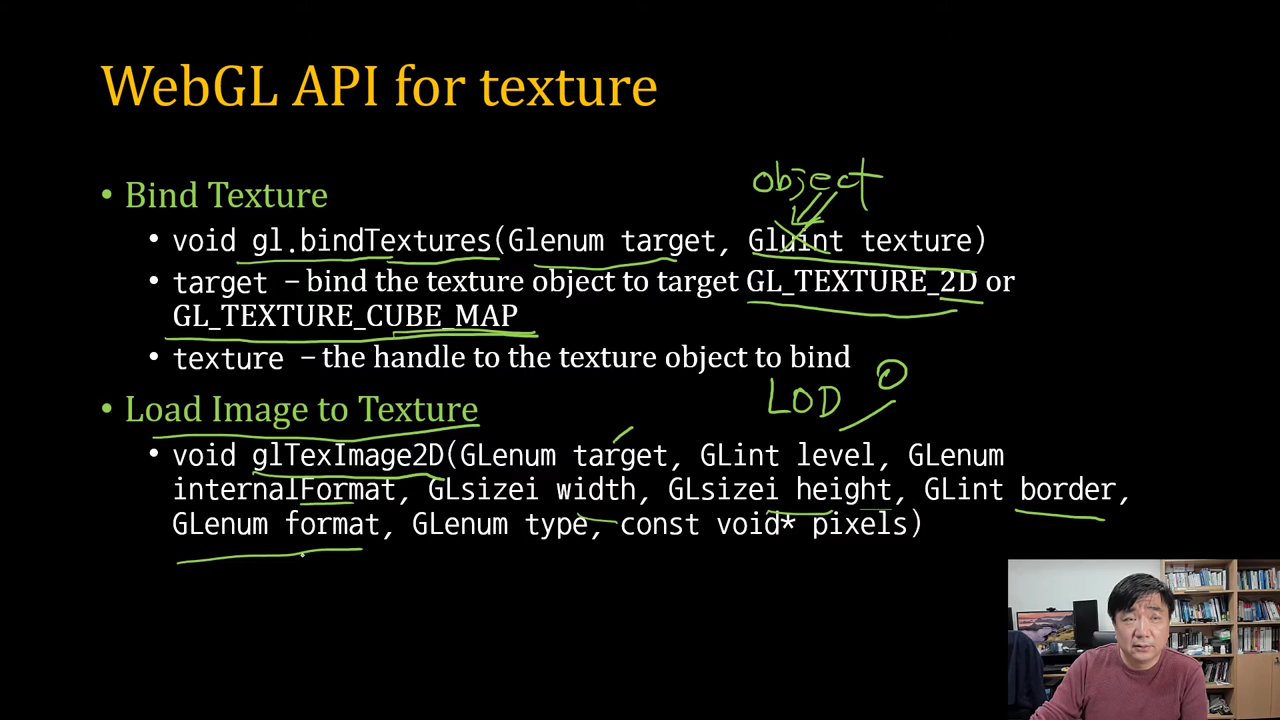 WebGL API for texture
object
• Bind Texture
• void gl.bindTextures(Glenum target, Gluint texture)
• target – bind the texture object to target GL_TEXTURE_2D or
GL_TEXTURE_CUBE_MAP
• texture – the handle to the texture object to bind
LOD 0
• Load Image to Texture
• void glTexImage2D(GLenum target, GLint level, GLenum
internalFormat, GLsizei width, GLsizei height, GLint border,
GLenum format, GLenum type, const void* pixels)